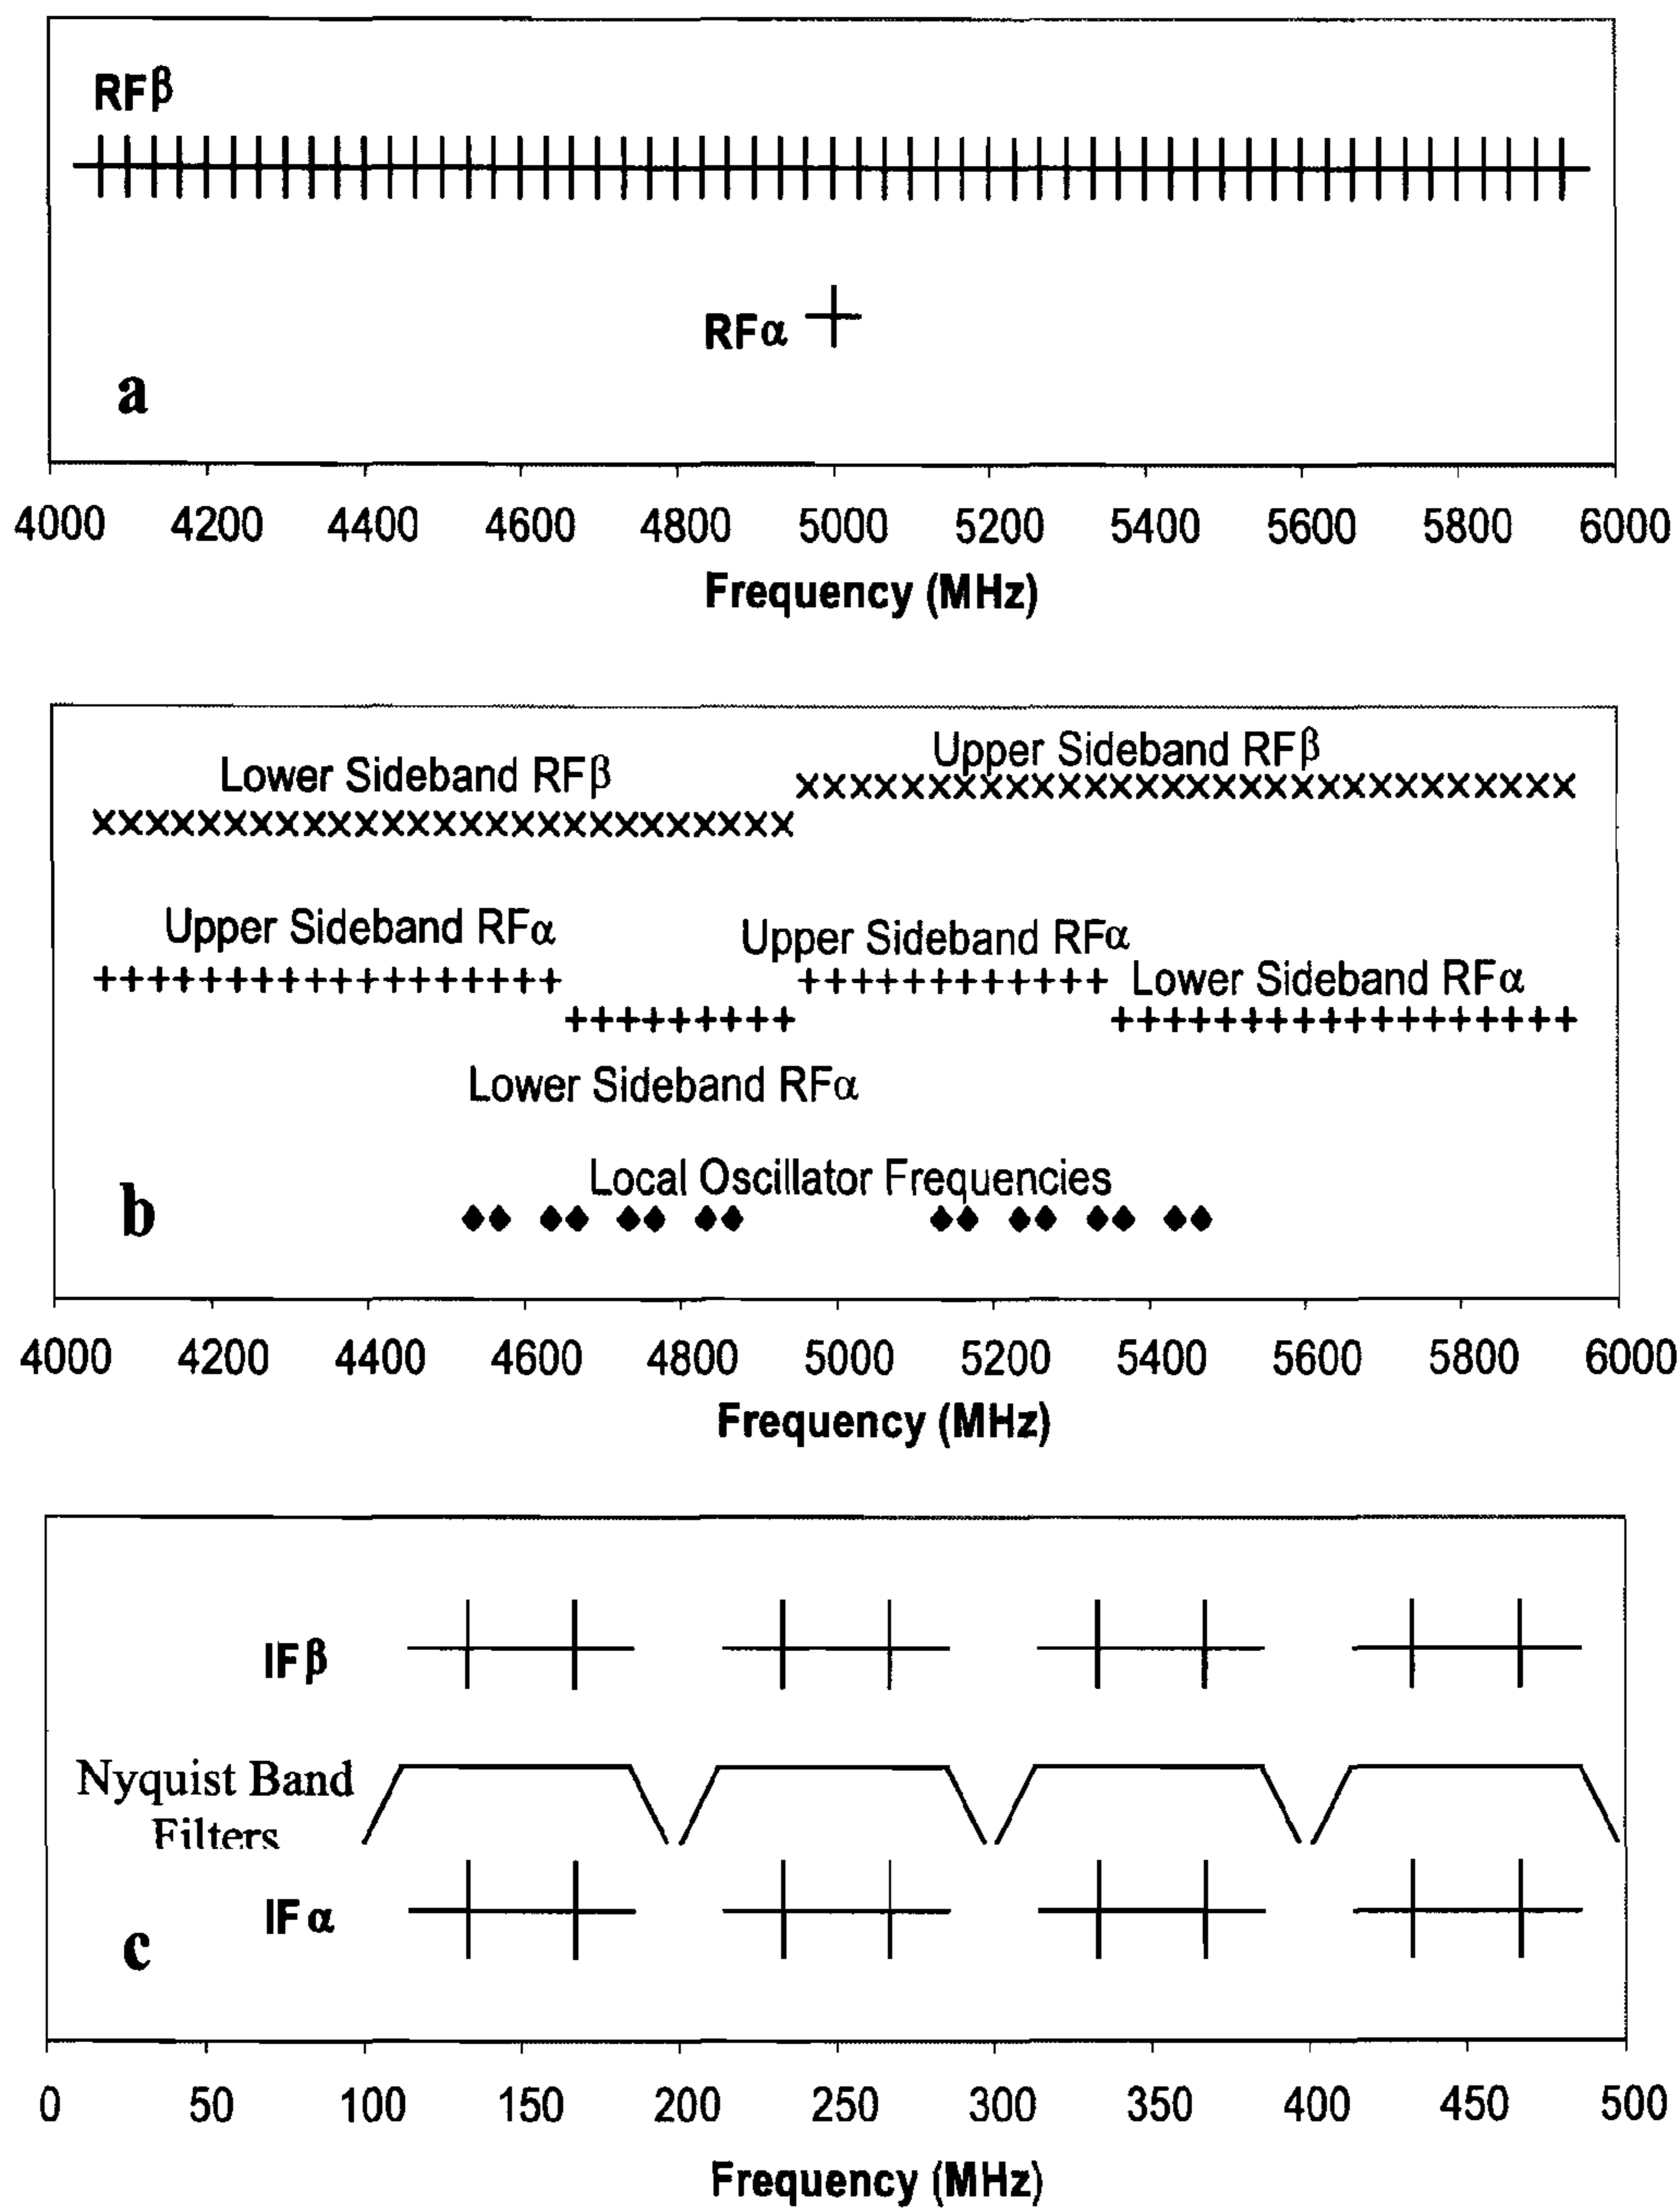 RFβ
RFα
a
4000 4200 4400 4600 4800 5000 5200 5400 5600 5800 6000
Frequency (MHz)
Upper Sideband RFβ
Lower Sideband RFβ
Upper Sideband RFα
Upper Sideband RFα
Lower Sideband RFα
Lower Sideband RFα
Local Oscillator Frequencies
b
4000 4200 4400 4600 4800 5000 5200 5400 5600 5800 6000
Frequency (MHz)
IFβ
Nyquist Band
Filters
IFα
c
0 50 100 150 200 250 300 350 400 450 500
Frequency (MHz)